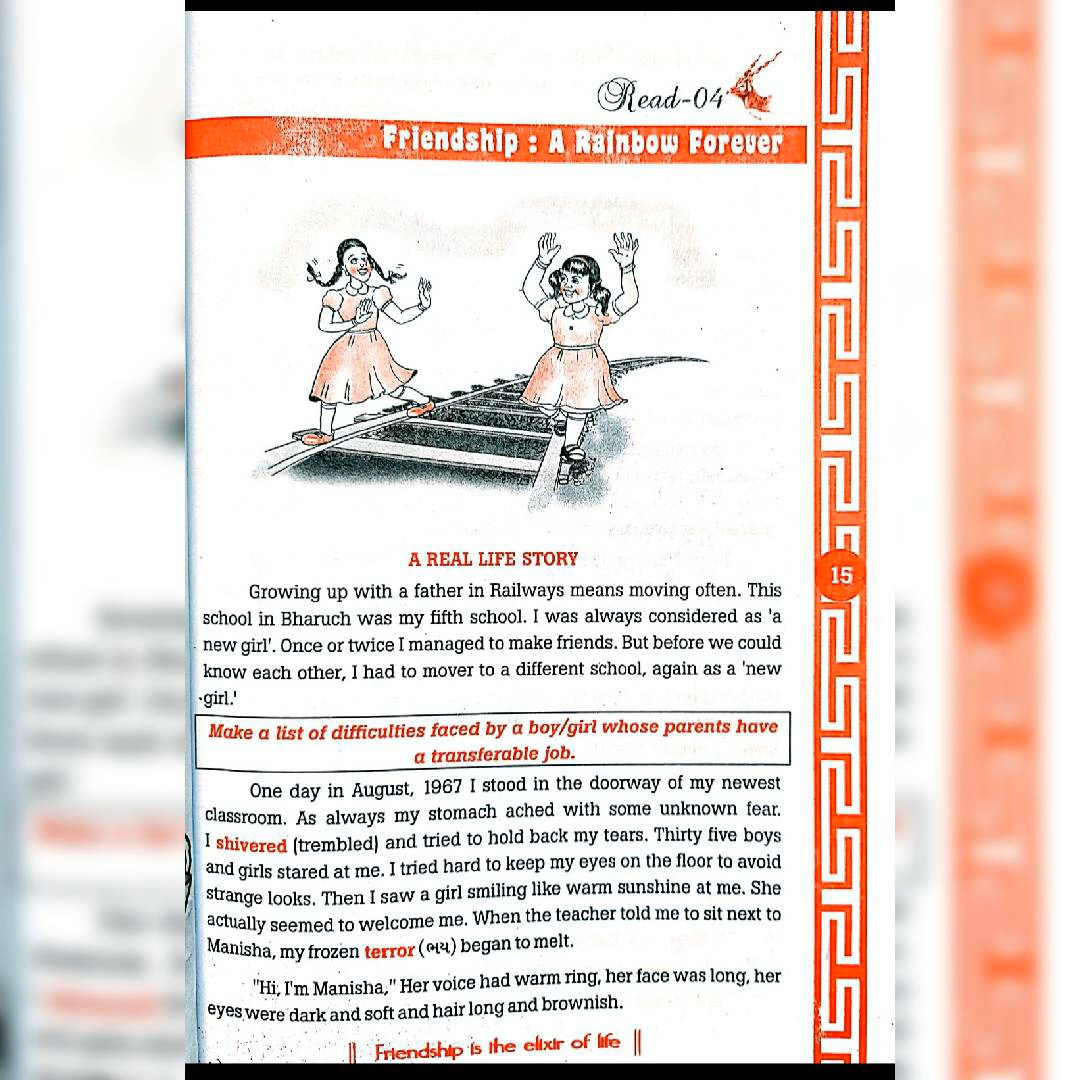 Read-04
Friendship : A Rainbow Forever
A REAL LIFE STORY
Growing up with a father in Railways means moving often. This
school in Bharuch was my fifth school. I was always considered as 'a
new girl'. Once or twice I managed to make friends. But before we could
know each other, I had to mover to a different school, again as a 'new
girl.'
15
Make a list of difficulties faced by a boy/girl whose parents have
a transferable job.
One day in August, 1967 I stood in the doorway of my newest
classroom. As always my stomach ached with some unknown fear.
I shivered (trembled) and tried to hold back my tears. Thirty five boys
and girls stared at me. I tried hard to keep my eyes on the floor to avoid
strange looks. Then I saw a girl smiling like warm sunshine at me. She
actually seemed to welcome me. When the teacher told me to sit next to
Manisha, my frozen terror (ભય) began to melt.
"Hi, I'm Manisha," Her voice had warm ring, her face was long, her
eyes were dark and soft and hair long and brownish.
|| Friendship is the elixir of life ||